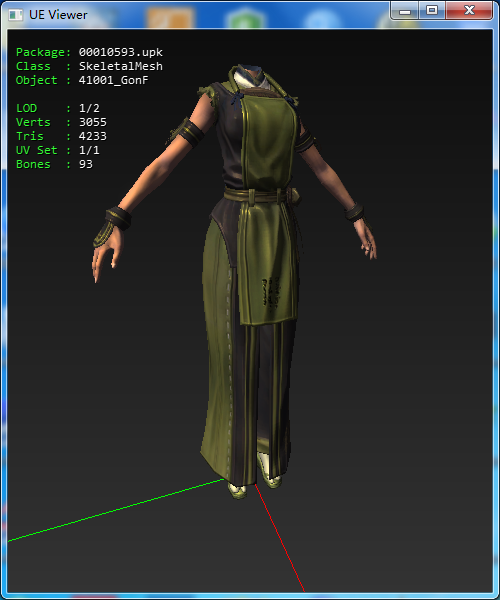 UE Viewer
Package: 00010593.upk
Class : SkeletalMesh
Object : 41001_GonF
LOD : 1/2
Verts : 3055
Tris : 4233
UV Set : 1/1
Bones : 93